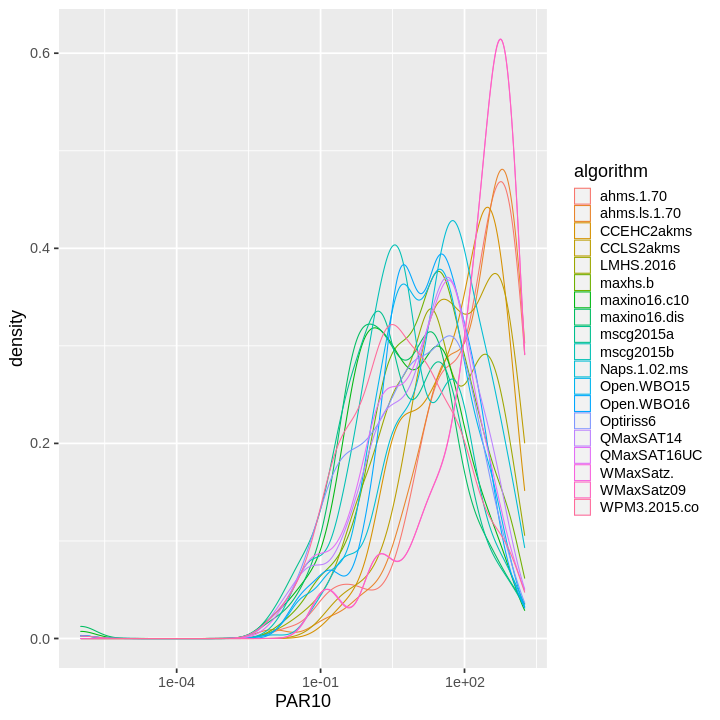 0.6
0.4
0.2
0.0
density
1e-04
1e-01
1e+02
PAR10
algorithm
ahms.1.70
ahms.ls.1.70
CCEHC2akms
CCLS2akms
LMHS.2016
maxhs.b
maxino16.c10
maxino16.dis
mscg2015a
mscg2015b
Naps.1.02.ms
Open.WBO15
Open.WBO16
Optiriss6
QMaxSAT14
QMaxSAT16UC
WMaxSatz.
WMaxSatz09
WPM3.2015.co